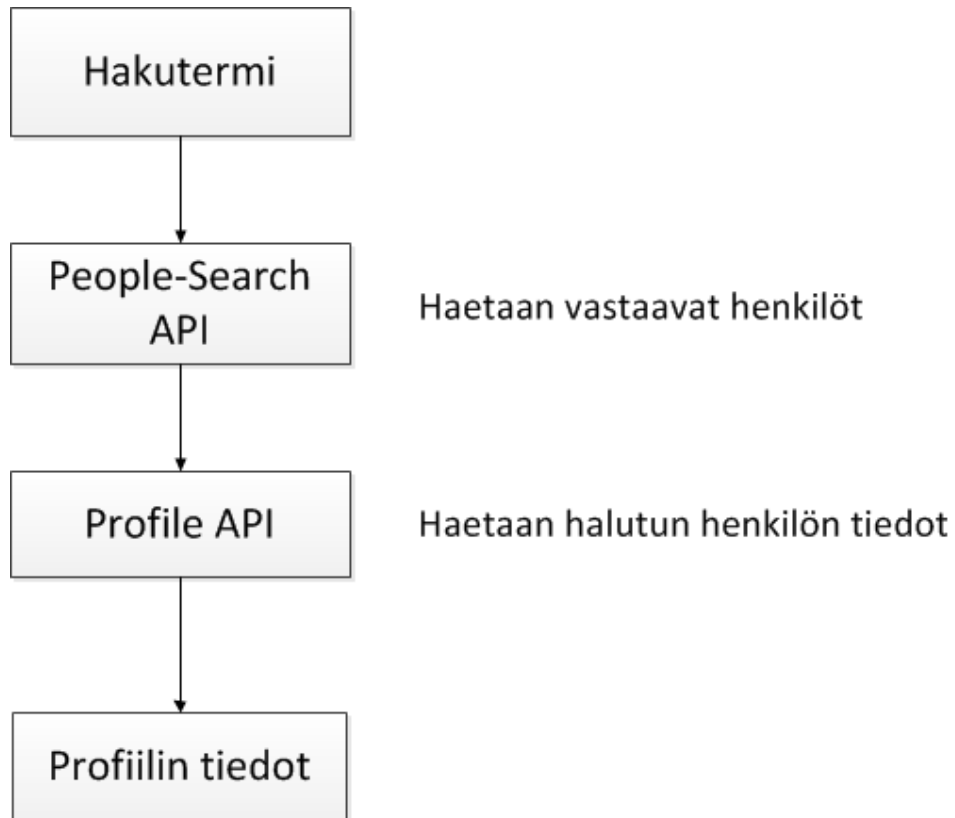 Hakutermi
People-Search
API
Haetaan vastaavat henkilöt
Profile API
Haetaan halutun henkilön tiedot
Profiilin tiedot